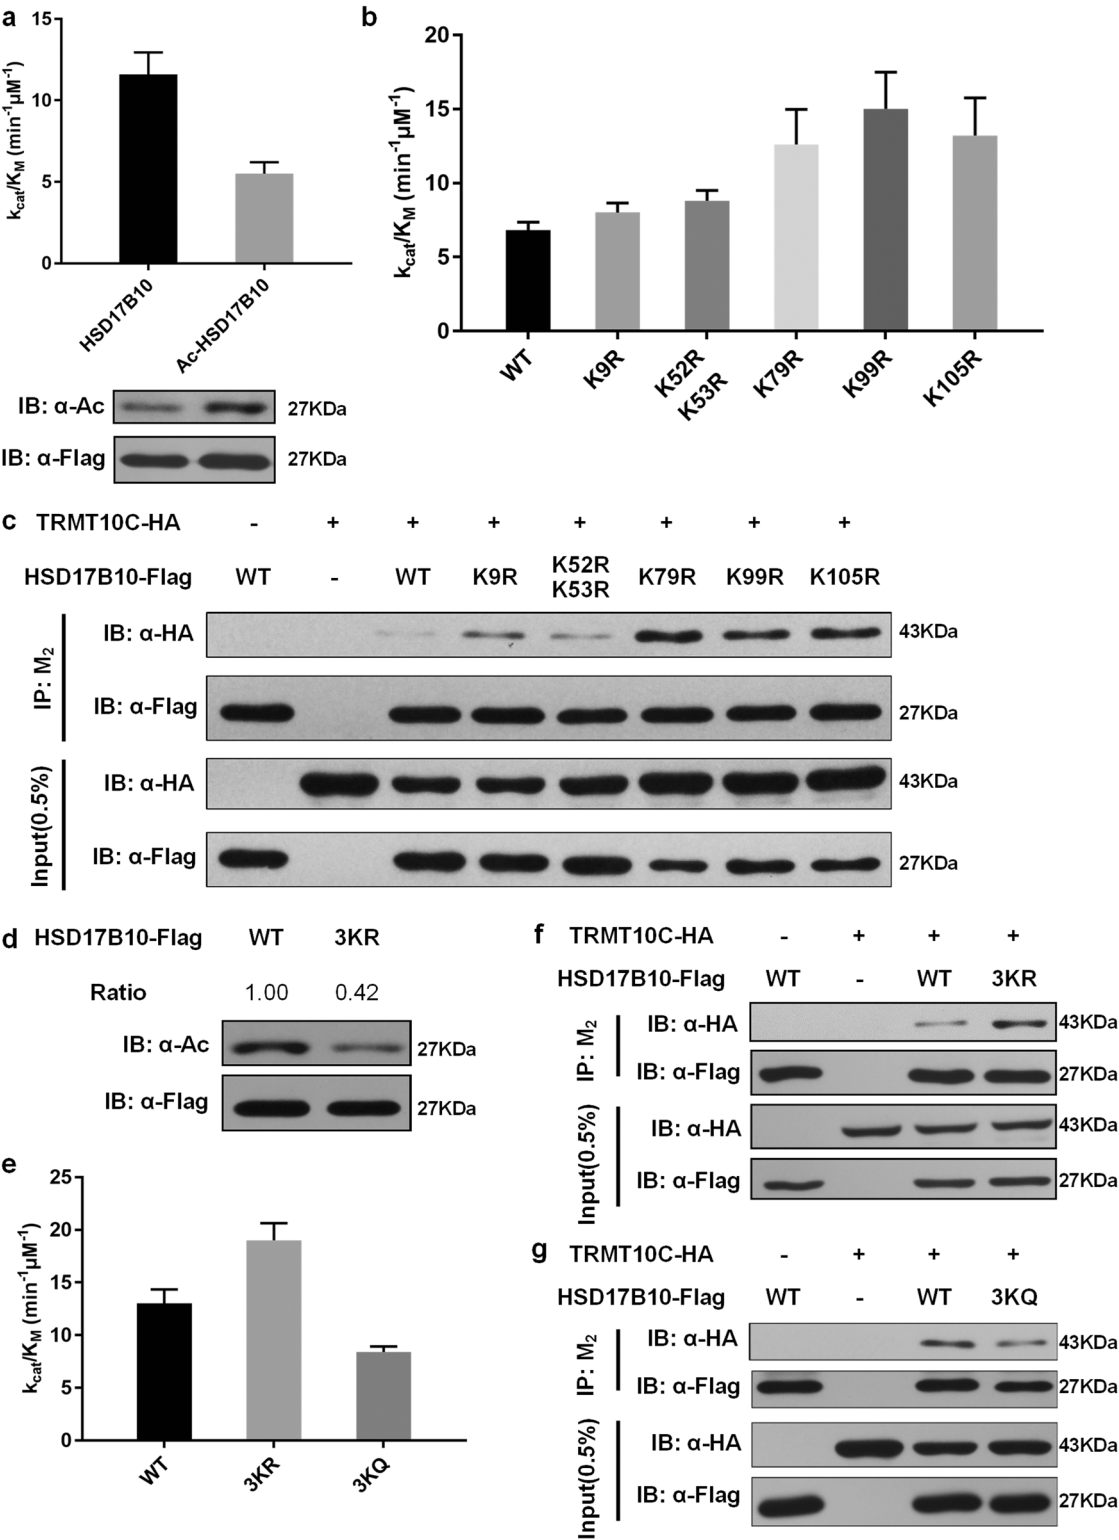 a
15
10
5
0
kcat/KM (min-1μM-1)
HSD17B10
Ac-HSD17B10
IB: α-Ac 27KDa
IB: α-Flag 27KDa
b
20
15
10
5
0
kcat/KM (min-1μM-1)
WT
K9R
K52R
K53R
K79R
K99R
K105R
c TRMT10C-HA - + + + + + + +
HSD17B10-Flag WT - WT K9R K52R K53R K79R K99R K105R
IP: M2
IB: α-HA 43KDa
IB: α-Flag 27KDa
Input(0.5%)
IB: α-HA 43KDa
IB: α-Flag 27KDa
d HSD17B10-Flag WT 3KR
Ratio 1.00 0.42
IB: α-Ac 27KDa
IB: α-Flag 27KDa
e
25
20
15
10
5
0
kcat/KM (min-1μM-1)
WT
3KR
3KQ
f TRMT10C-HA - + + +
HSD17B10-Flag WT - WT 3KR
IP: M2
IB: α-HA 43KDa
IB: α-Flag 27KDa
Input(0.5%)
IB: α-HA 43KDa
IB: α-Flag 27KDa
g TRMT10C-HA - + + +
HSD17B10-Flag WT - WT 3KQ
IP: M2
IB: α-HA 43KDa
IB: α-Flag 27KDa
Input(0.5%)
IB: α-HA 43KDa
IB: α-Flag 27KDa